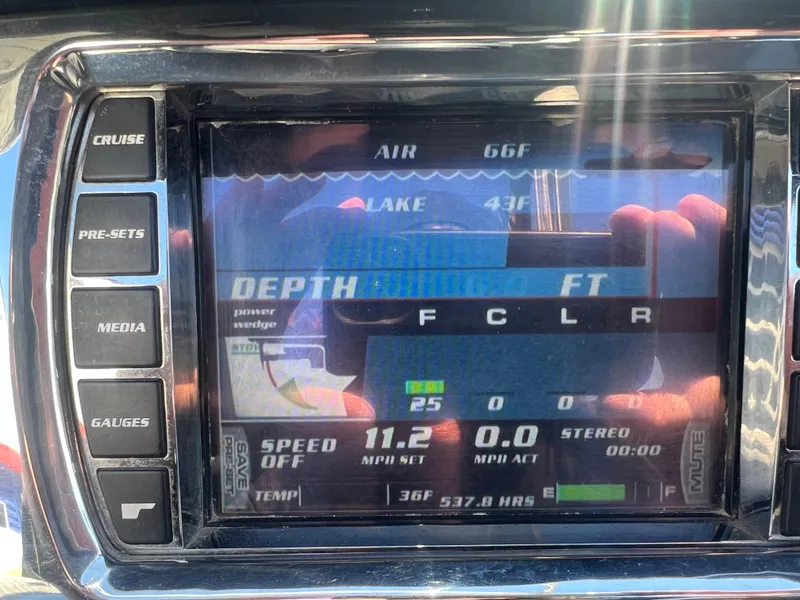 CRUISE
PRE-SETS
MEDIA
GAUGES
AIR 66F
LAKE 43F
DEPTH FT
power
wedge
F C L R
25 0 0 0
SAVE
PRE-SET
SPEED
OFF
11.2
MPH SET
0.0
MPH ACT
STEREO
00:00
MUTE
TEMP 36F 537.8 HRS E F